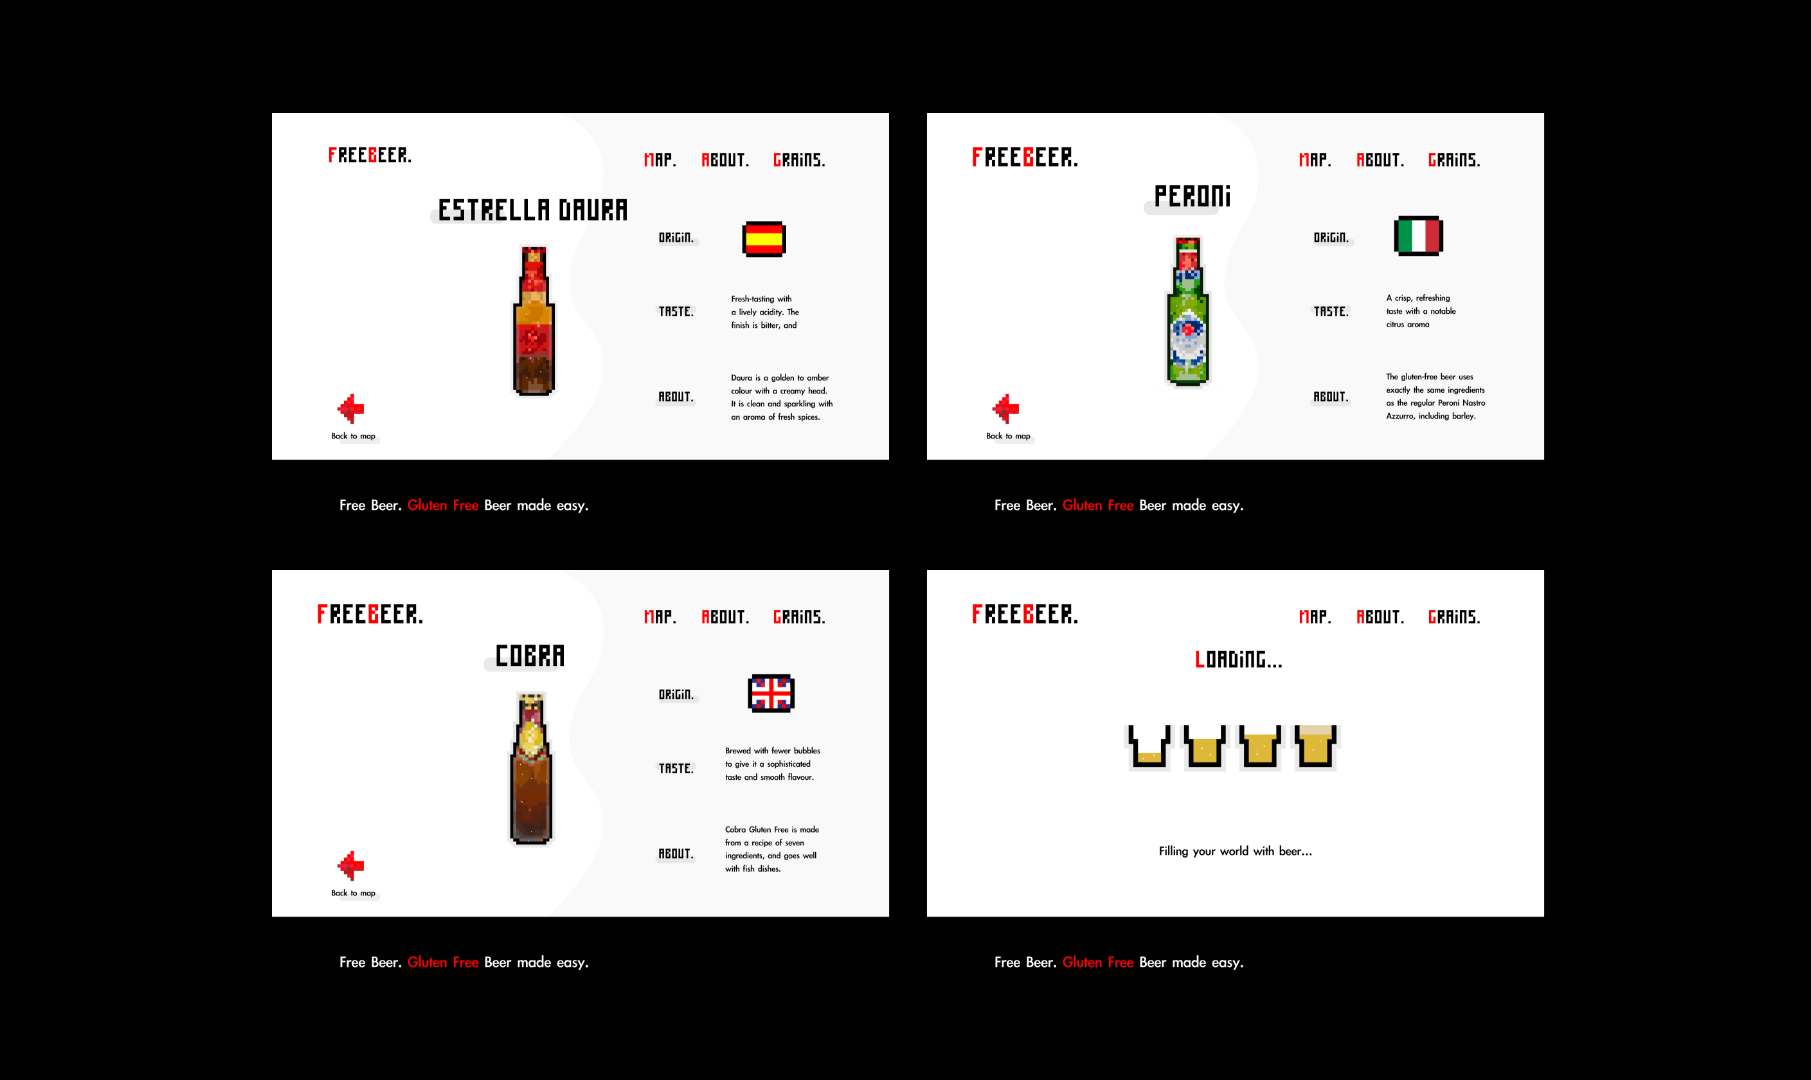 FREEBEER.
MAP. ABOUT. GRAiNS.
ESTRELLA DAURA
ORiGiN.
TASTE.
Fresh-tasting with
a lively acidity. The
finish is bitter, and
ABOUT.
Daura is a golden to amber
colour with a creamy head.
It is clean and sparkling with
an aroma of fresh spices.
Back to map
Free Beer. Gluten Free Beer made easy.
FREEBEER.
MAP. ABOUT. GRAiNS.
PERONi
ORiGiN.
TASTE.
A crisp, refreshing
taste with a notable
citrus aroma
ABOUT.
The gluten-free beer uses
exactly the same ingredients
as the regular Peroni Nastro
Azzurro, including barley.
Back to map
Free Beer. Gluten Free Beer made easy.
FREEBEER.
MAP. ABOUT. GRAiNS.
COBRA
ORiGiN.
TASTE.
Brewed with fewer bubbles
to give it a sophisticated
taste and smooth flavour.
ABOUT.
Cobra Gluten Free is made
from a recipe of seven
ingredients, and goes well
with fish dishes.
Back to map
Free Beer. Gluten Free Beer made easy.
FREEBEER.
MAP. ABOUT. GRAiNS.
LOADiNG...
Filling your world with beer...
Free Beer. Gluten Free Beer made easy.